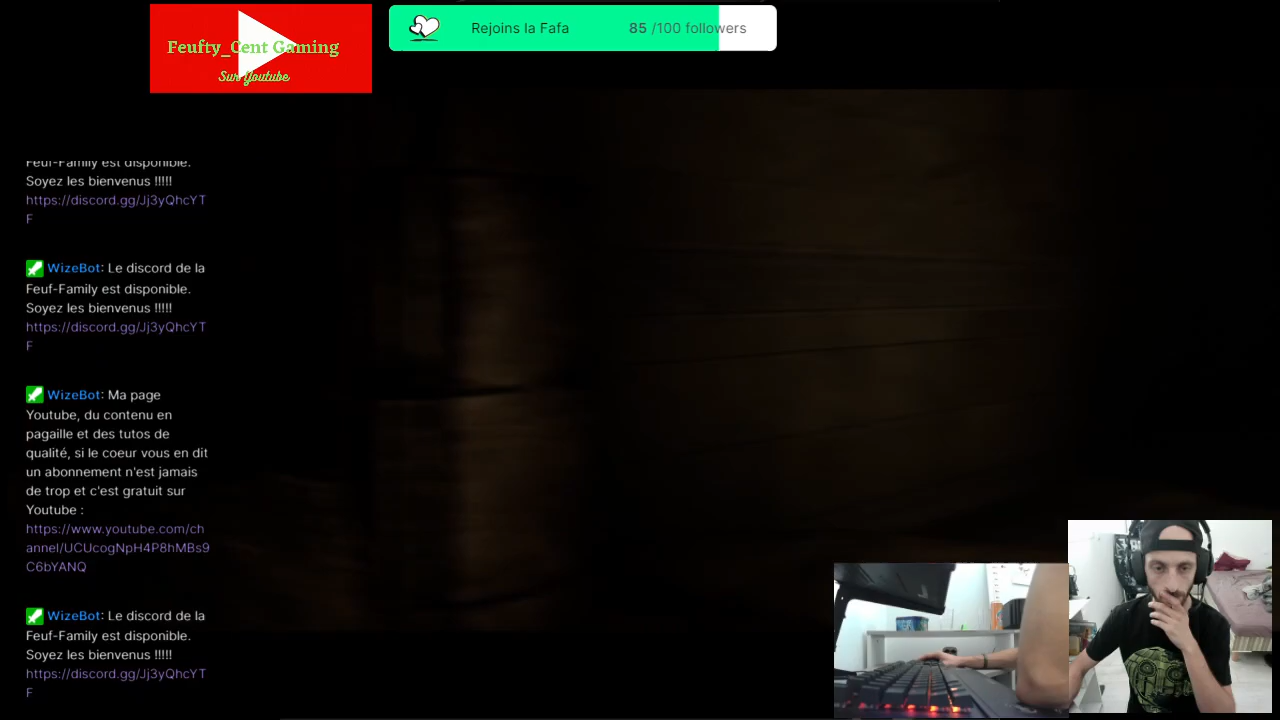 Feufty_Cent Gaming
Sur Youtube
Rejoins la Fafa 85 /100 followers
Feuf-Family est disponible.
Soyez les bienvenus !!!!!
https://discord.gg/Jj3yQhcYT
F
WizeBot: Le discord de la
Feuf-Family est disponible.
Soyez les bienvenus !!!!!
https://discord.gg/Jj3yQhcYT
F
WizeBot: Ma page
Youtube, du contenu en
pagaille et des tutos de
qualité, si le coeur vous en dit
un abonnement n'est jamais
de trop et c'est gratuit sur
Youtube :
https://www.youtube.com/ch
annel/UCUcogNpH4P8hMBs9
C6bYANQ
WizeBot: Le discord de la
Feuf-Family est disponible.
Soyez les bienvenus !!!!!
https://discord.gg/Jj3yQhcYT
F